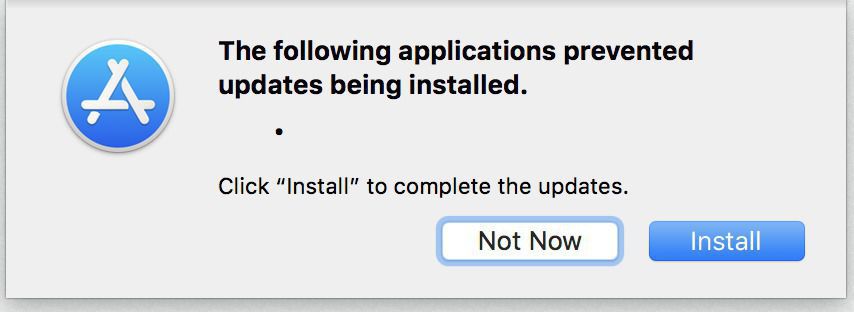 The following applications prevented
updates being installed.
•
Click “Install” to complete the updates.
Not Now
Install